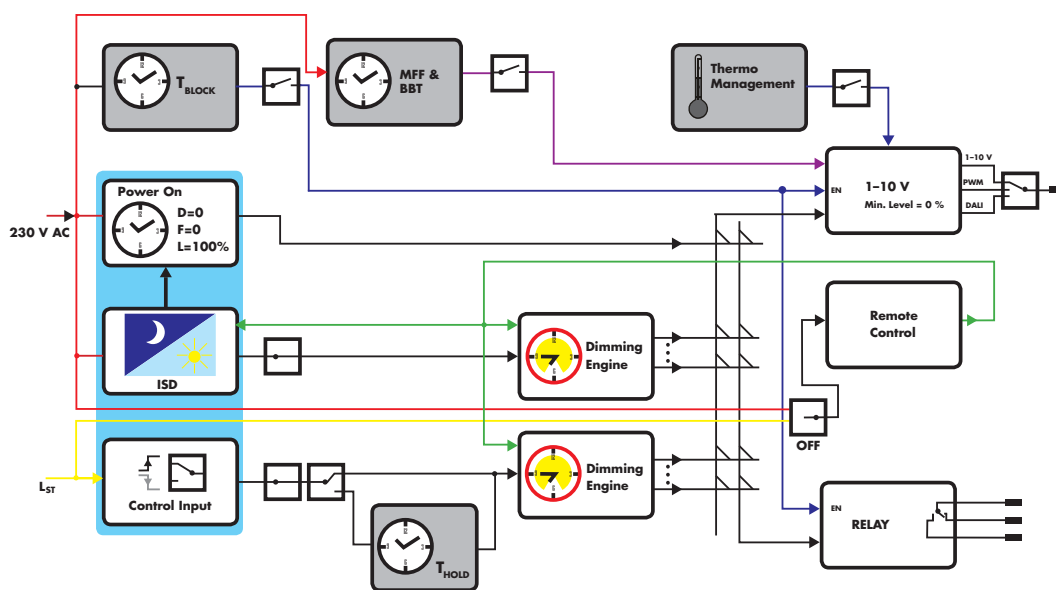 T BLOCK
MFF &
BBT
Thermo
Management
1–10 V
PWM
DALI
EN
1–10 V
Min. Level = 0 %
Power On
D=0
F=0
L=100%
230 V AC
ISD
Dimming
Engine
Remote
Control
OFF
L ST
Control Input
Dimming
Engine
T HOLD
EN
RELAY